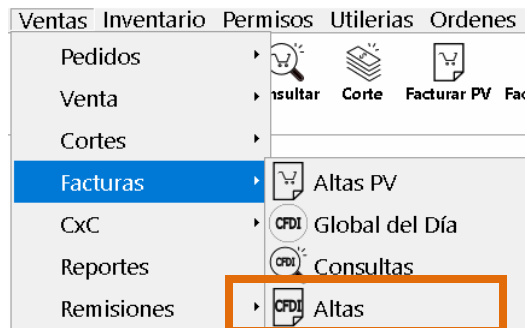 Ventas Inventario Permisos Utilerias Ordenes
Pedidos
Venta
Cortes
Facturas
CxC
Reportes
Remisiones
Corte Facturar PV
Altas PV
CFDI Global del Día
CFDI Consultas
CFDI Altas